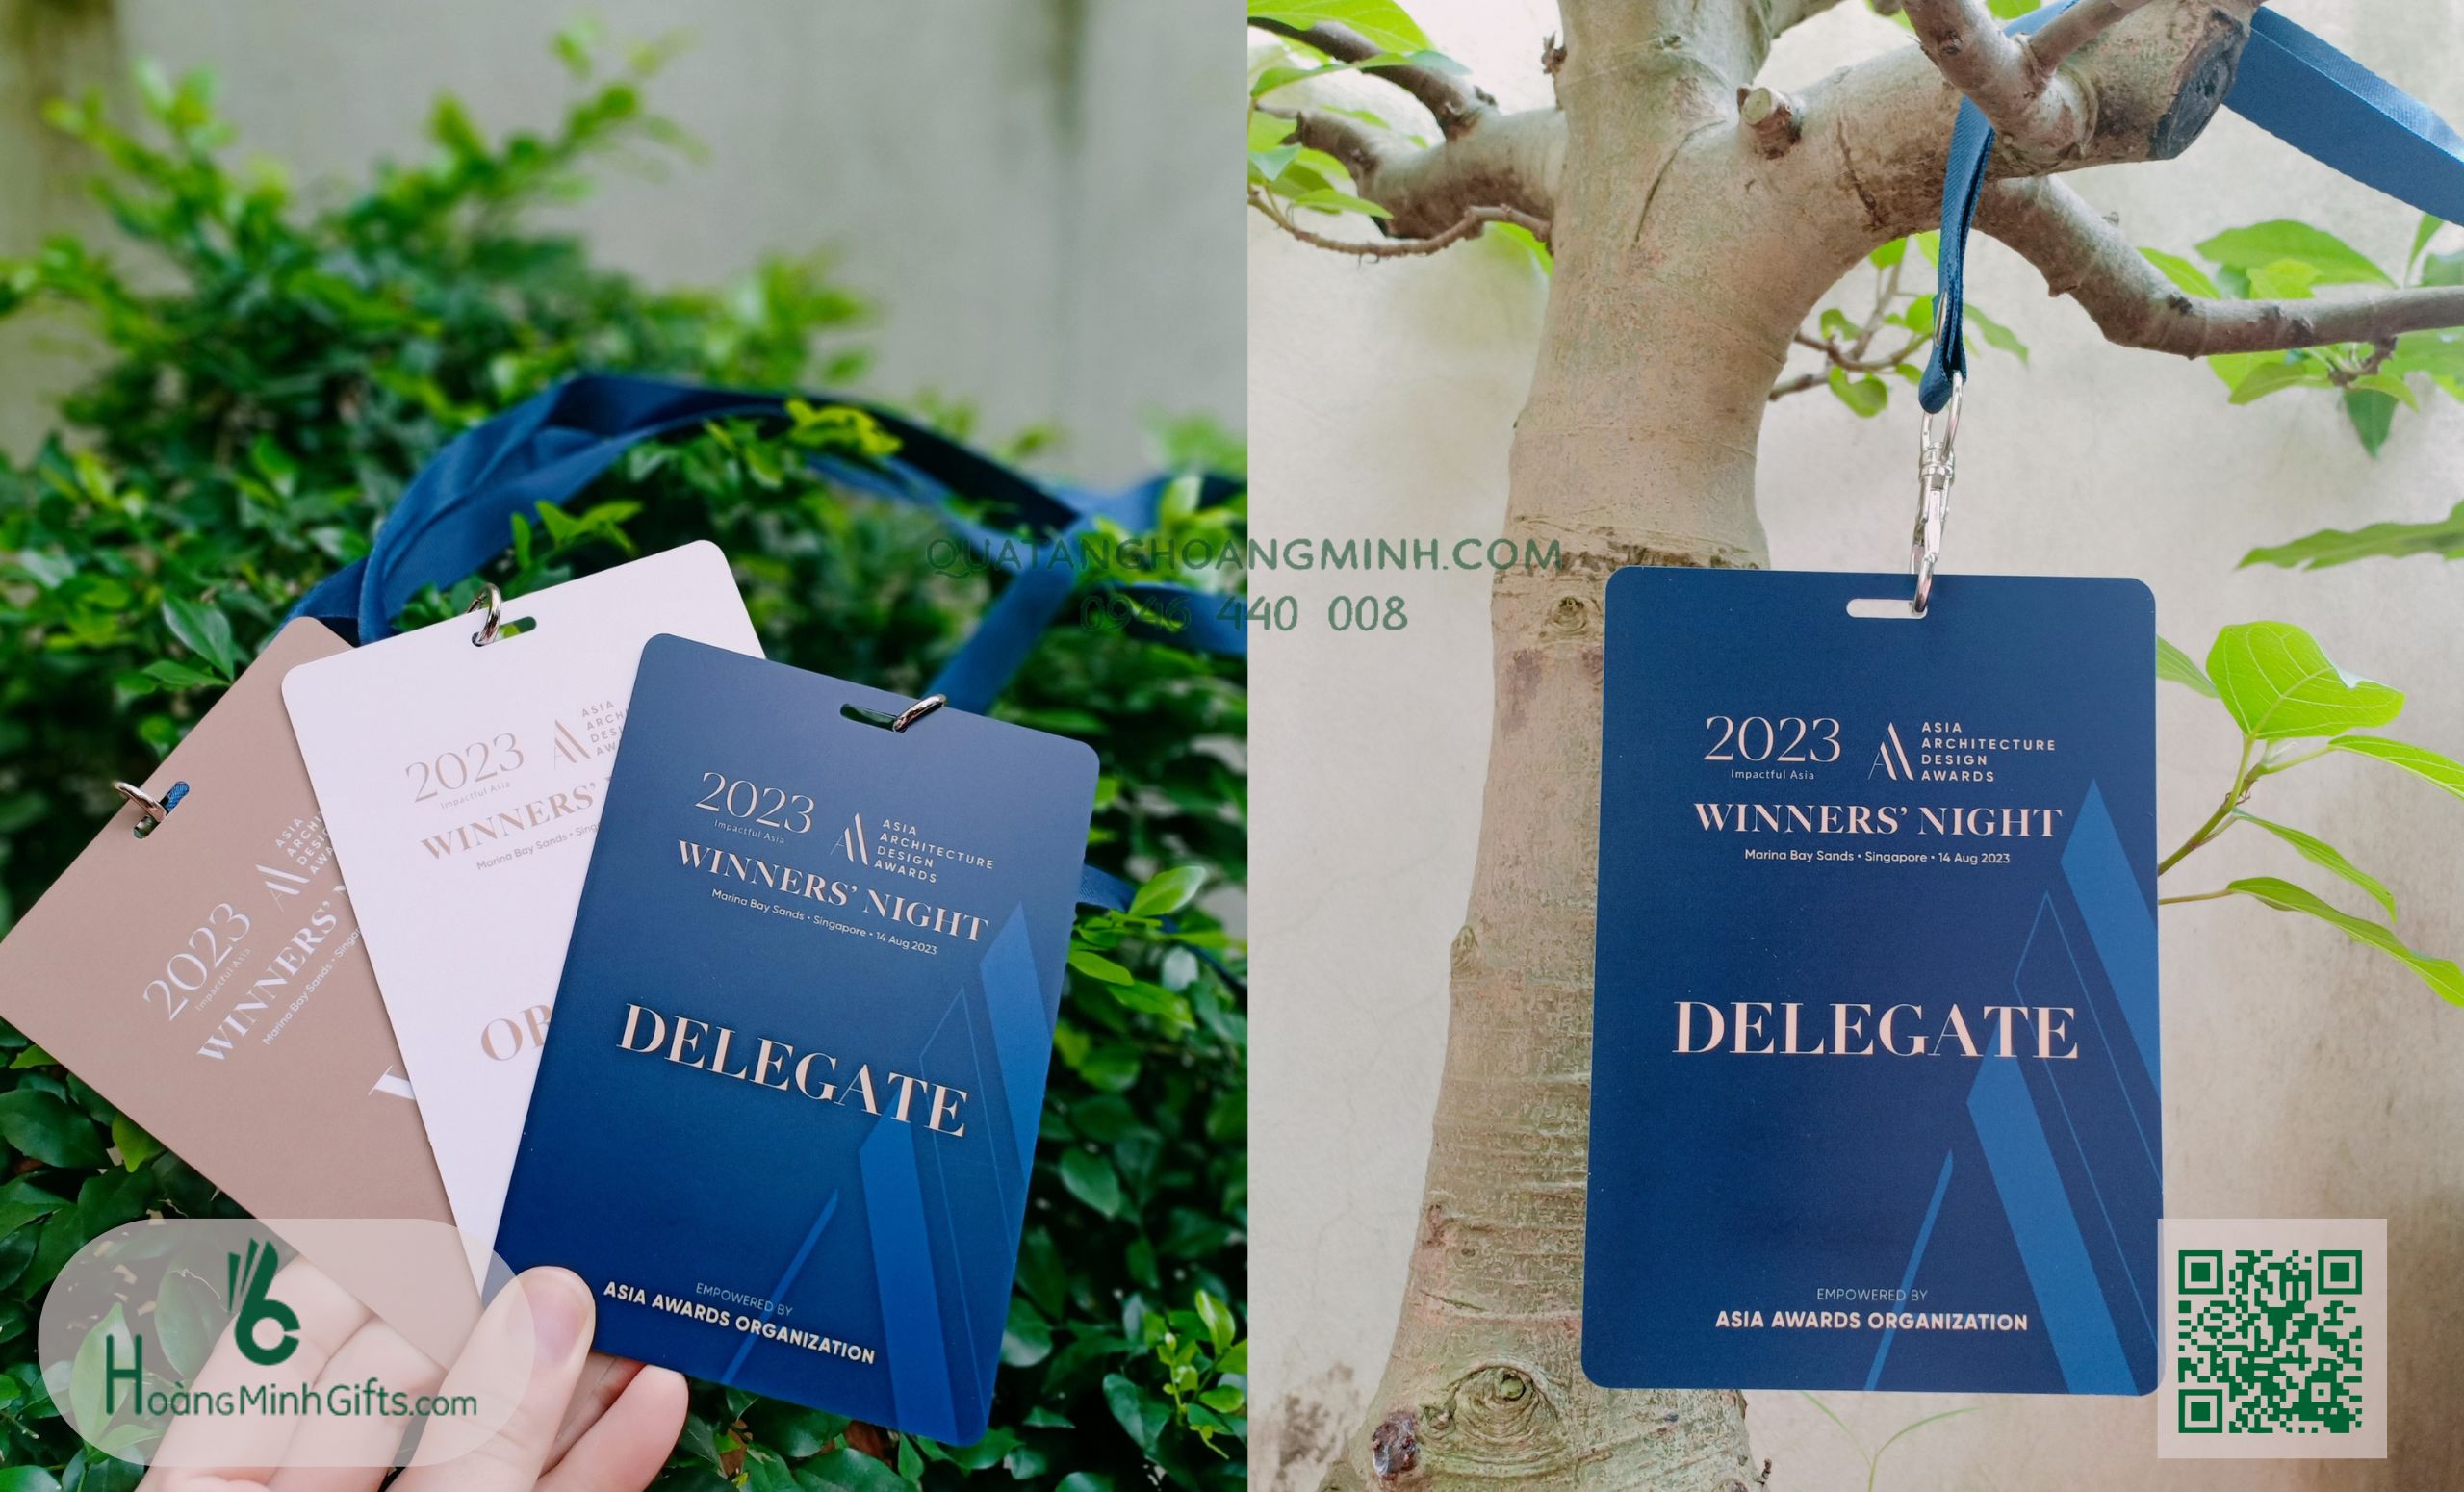 QUATANGHOANGMINH.COM
0946 440 008
2023
Impactful Asia
ASIA
WINNERS'
Marina Bay Sands •
2023
Impactful Asia
ASIA
WINNERS'
Marina Bay Sands •
2023
Impactful Asia
ASIA
ARCHITECTURE
DESIGN
AWARDS
WINNERS' NIGHT
Marina Bay Sands • Singapore • 14 Aug 2023
DELEGATE
EMPOWERED BY
ASIA AWARDS ORGANIZATION
HoàngMinhGifts.com
2023
Impactful Asia
ASIA
ARCHITECTURE
DESIGN
AWARDS
WINNERS' NIGHT
Marina Bay Sands • Singapore • 14 Aug 2023
DELEGATE
EMPOWERED BY
ASIA AWARDS ORGANIZATION